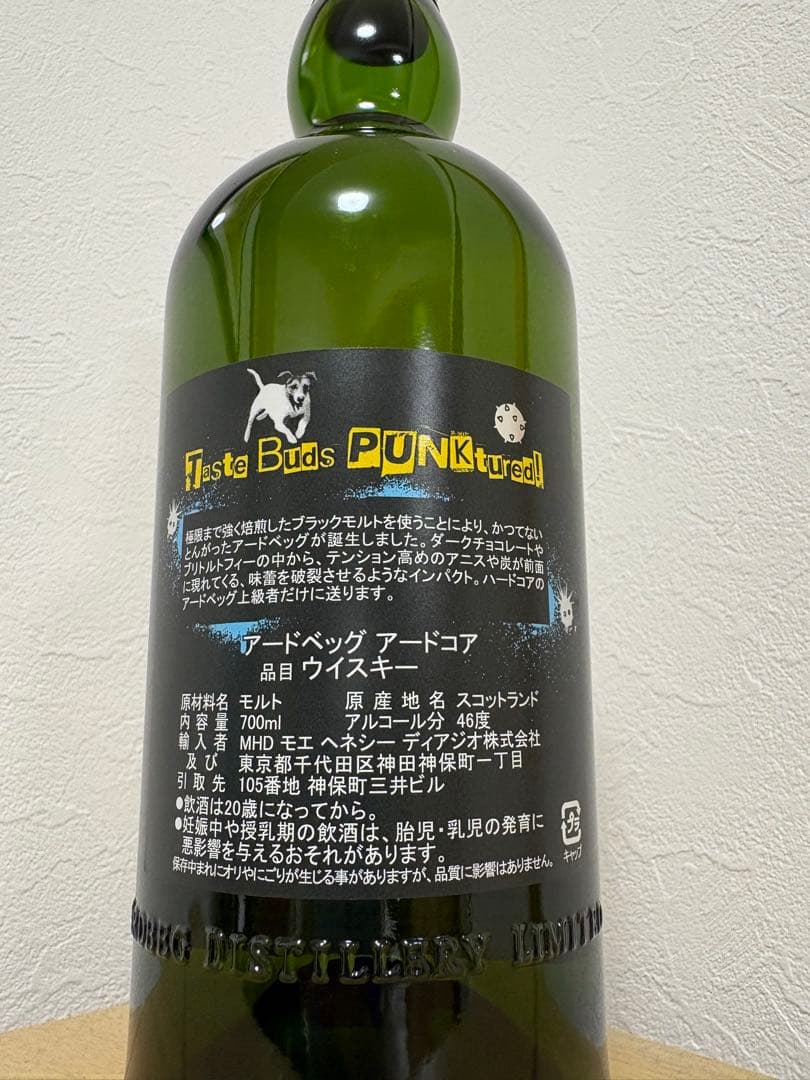 Taste Buds PUNKtured!
極限まで強く焙煎したブラックモルトを使うことにより、かつてない
とんがったアードベッグが誕生しました。ダークチョコレートや
ブリトルトフィーの中から、テンション高めのアニスや炭が前面
に現れてくる、味蕾を破裂させるようなインパクト。ハードコアの
アードベッグ上級者だけに送ります。
アードベッグ アードコア
品目 ウイスキー
原材料名 モルト 原産地名 スコットランド
内容量 700ml アルコール分 46度
輸入者 MHD モエ ヘネシー ディアジオ株式会社
及び 東京都千代田区神田神保町一丁目
引取先 105番地 神保町三井ビル
●飲酒は20歳になってから。
●妊娠中や授乳期の飲酒は、胎児・乳児の発育に
悪影響を与えるおそれがあります。
プラ
キャップ
保存中まれにオリやにごりが生じる事がありますが、品質に影響はありません。
RDBEG DISTILLERY LIMITE